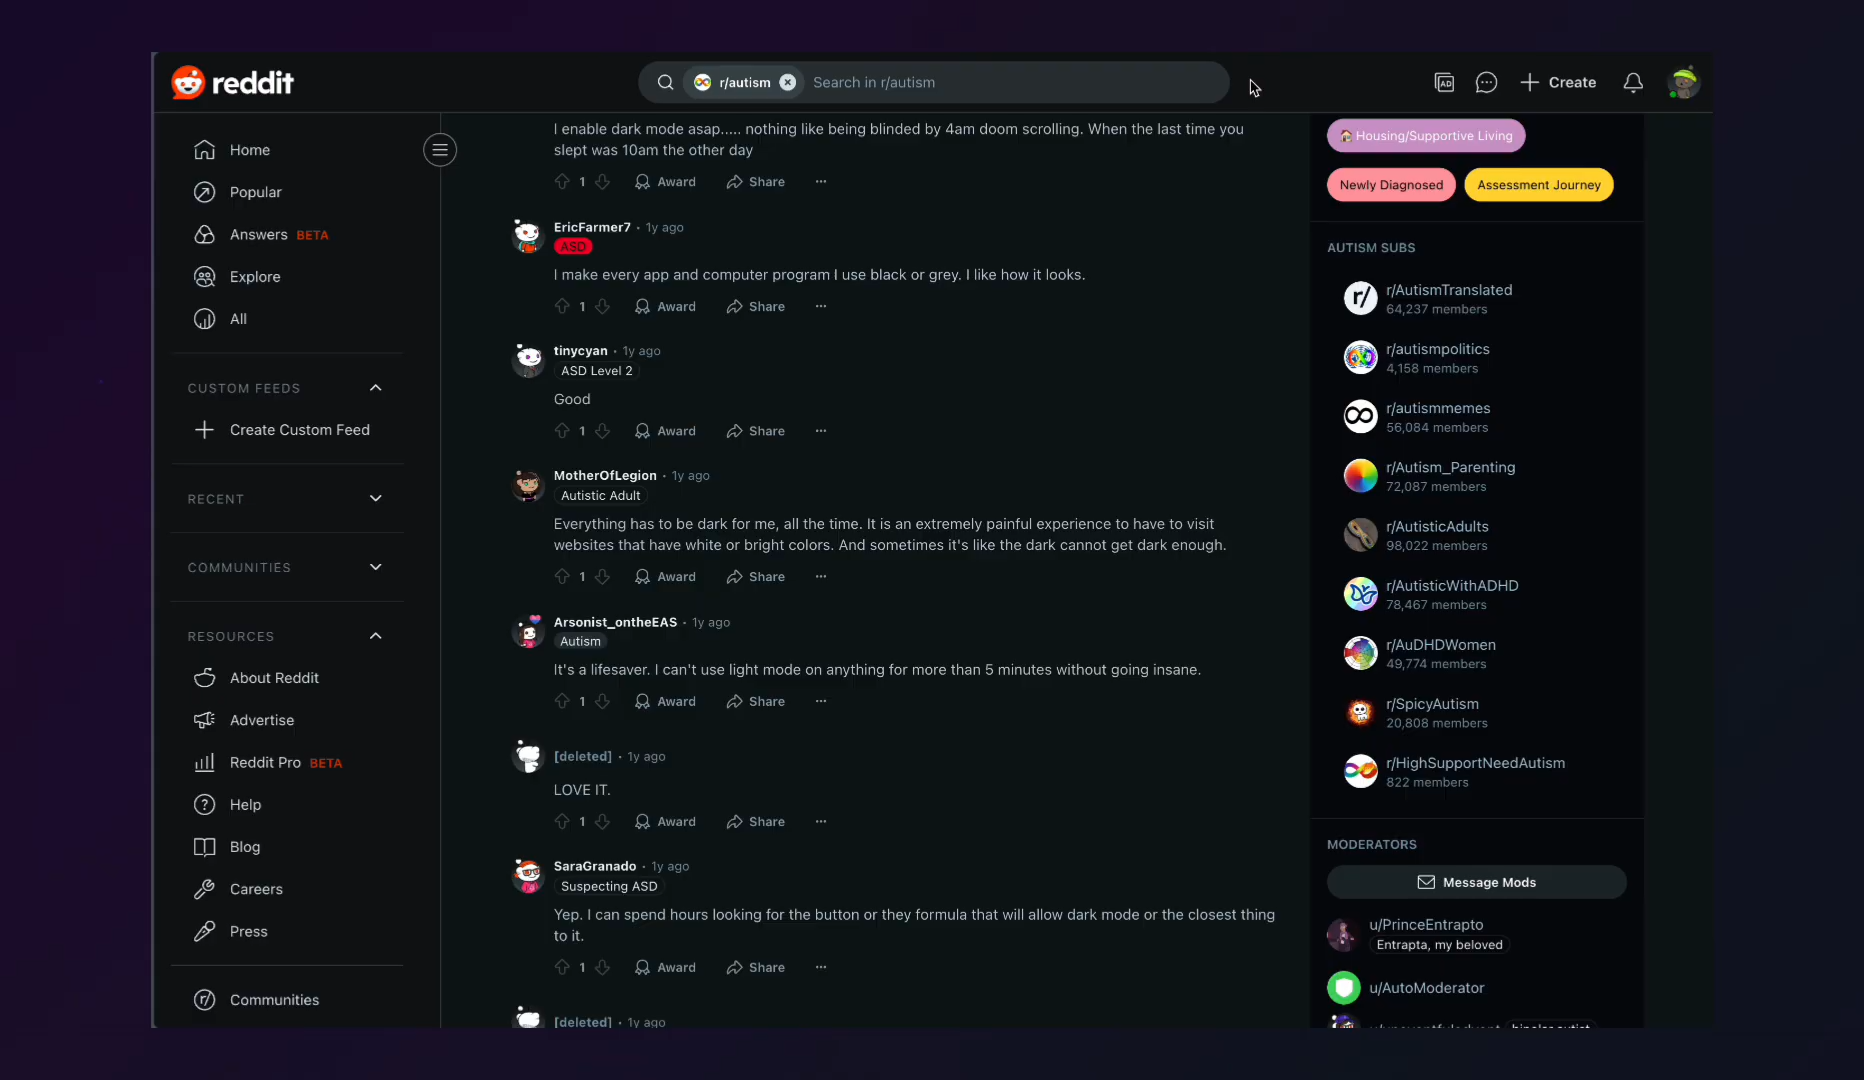 reddit
r/autism
Search in r/autism
AD
Create
Home
Popular
Answers BETA
Explore
All
CUSTOM FEEDS
Create Custom Feed
RECENT
COMMUNITIES
RESOURCES
About Reddit
Advertise
Reddit Pro BETA
Help
Blog
Careers
Press
Communities
I enable dark mode asap..... nothing like being blinded by 4am doom scrolling. When the last time you
slept was 10am the other day
1 Award Share
EricFarmer7 • 1y ago
ASD
I make every app and computer program I use black or grey. I like how it looks.
1 Award Share
tinycyan • 1y ago
ASD Level 2
Good
1 Award Share
MotherOfLegion • 1y ago
Autistic Adult
Everything has to be dark for me, all the time. It is an extremely painful experience to have to visit
websites that have white or bright colors. And sometimes it's like the dark cannot get dark enough.
1 Award Share
Arsonist_ontheEAS • 1y ago
Autism
It's a lifesaver. I can't use light mode on anything for more than 5 minutes without going insane.
1 Award Share
[deleted] • 1y ago
LOVE IT.
1 Award Share
SaraGranado • 1y ago
Suspecting ASD
Yep. I can spend hours looking for the button or they formula that will allow dark mode or the closest thing
to it.
1 Award Share
[deleted] • 1y ago
Housing/Supportive Living
Newly Diagnosed
Assessment Journey
AUTISM SUBS
r/
r/AutismTranslated
64,237 members
r/autismpolitics
4,158 members
r/autismmemes
56,084 members
r/Autism_Parenting
72,087 members
r/AutisticAdults
98,022 members
r/AutisticWithADHD
78,467 members
r/AuDHDWomen
49,774 members
r/SpicyAutism
20,808 members
r/HighSupportNeedAutism
822 members
MODERATORS
Message Mods
u/PrinceEntrapto
Entrapta, my beloved
u/AutoModerator